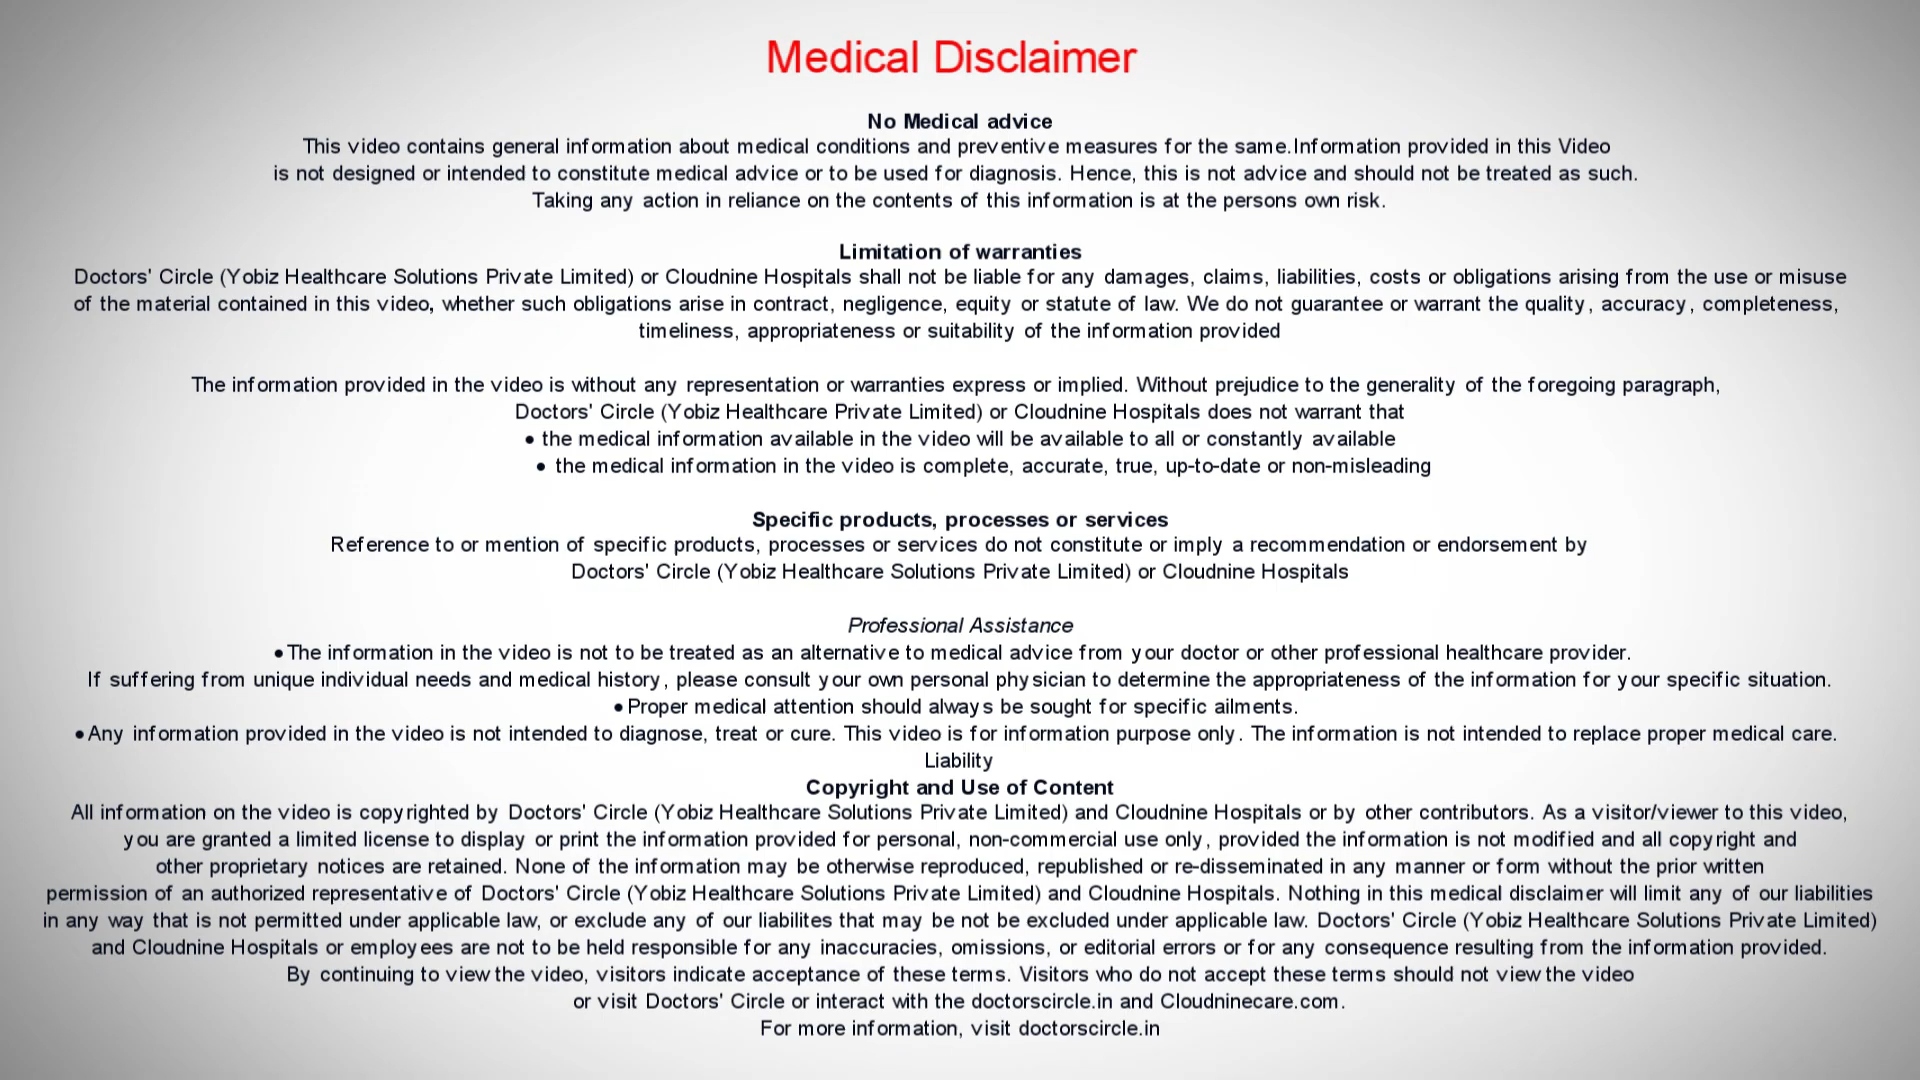 Medical Disclaimer
No Medical advice
This video contains general information about medical conditions and preventive measures for the same.Information provided in this Video
is not designed or intended to constitute medical advice or to be used for diagnosis. Hence, this is not advice and should not be treated as such.
Taking any action in reliance on the contents of this information is at the persons own risk.
Limitation of warranties
Doctors' Circle (Yobiz Healthcare Solutions Private Limited) or Cloudnine Hospitals shall not be liable for any damages, claims, liabilities, costs or obligations arising from the use or misuse
of the material contained in this video, whether such obligations arise in contract, negligence, equity or statute of law. We do not guarantee or warrant the quality, accuracy, completeness,
timeliness, appropriateness or suitability of the information provided
The information provided in the video is without any representation or warranties express or implied. Without prejudice to the generality of the foregoing paragraph,
Doctors' Circle (Yobiz Healthcare Private Limited) or Cloudnine Hospitals does not warrant that
• the medical information available in the video will be available to all or constantly available
• the medical information in the video is complete, accurate, true, up-to-date or non-misleading
Specific products, processes or services
Reference to or mention of specific products, processes or services do not constitute or imply a recommendation or endorsement by
Doctors' Circle (Yobiz Healthcare Solutions Private Limited) or Cloudnine Hospitals
Professional Assistance
•The information in the video is not to be treated as an alternative to medical advice from your doctor or other professional healthcare provider.
If suffering from unique individual needs and medical history, please consult your own personal physician to determine the appropriateness of the information for your specific situation.
•Proper medical attention should always be sought for specific ailments.
•Any information provided in the video is not intended to diagnose, treat or cure. This video is for information purpose only. The information is not intended to replace proper medical care.
Liability
Copyright and Use of Content
All information on the video is copyrighted by Doctors' Circle (Yobiz Healthcare Solutions Private Limited) and Cloudnine Hospitals or by other contributors. As a visitor/viewer to this video,
you are granted a limited license to display or print the information provided for personal, non-commercial use only, provided the information is not modified and all copyright and
other proprietary notices are retained. None of the information may be otherwise reproduced, republished or re-disseminated in any manner or form without the prior written
permission of an authorized representative of Doctors' Circle (Yobiz Healthcare Solutions Private Limited) and Cloudnine Hospitals. Nothing in this medical disclaimer will limit any of our liabilities
in any way that is not permitted under applicable law, or exclude any of our liabilites that may be not be excluded under applicable law. Doctors' Circle (Yobiz Healthcare Solutions Private Limited)
and Cloudnine Hospitals or employees are not to be held responsible for any inaccuracies, omissions, or editorial errors or for any consequence resulting from the information provided.
By continuing to view the video, visitors indicate acceptance of these terms. Visitors who do not accept these terms should not view the video
or visit Doctors' Circle or interact with the doctorscircle.in and Cloudninecare.com.
For more information, visit doctorscircle.in